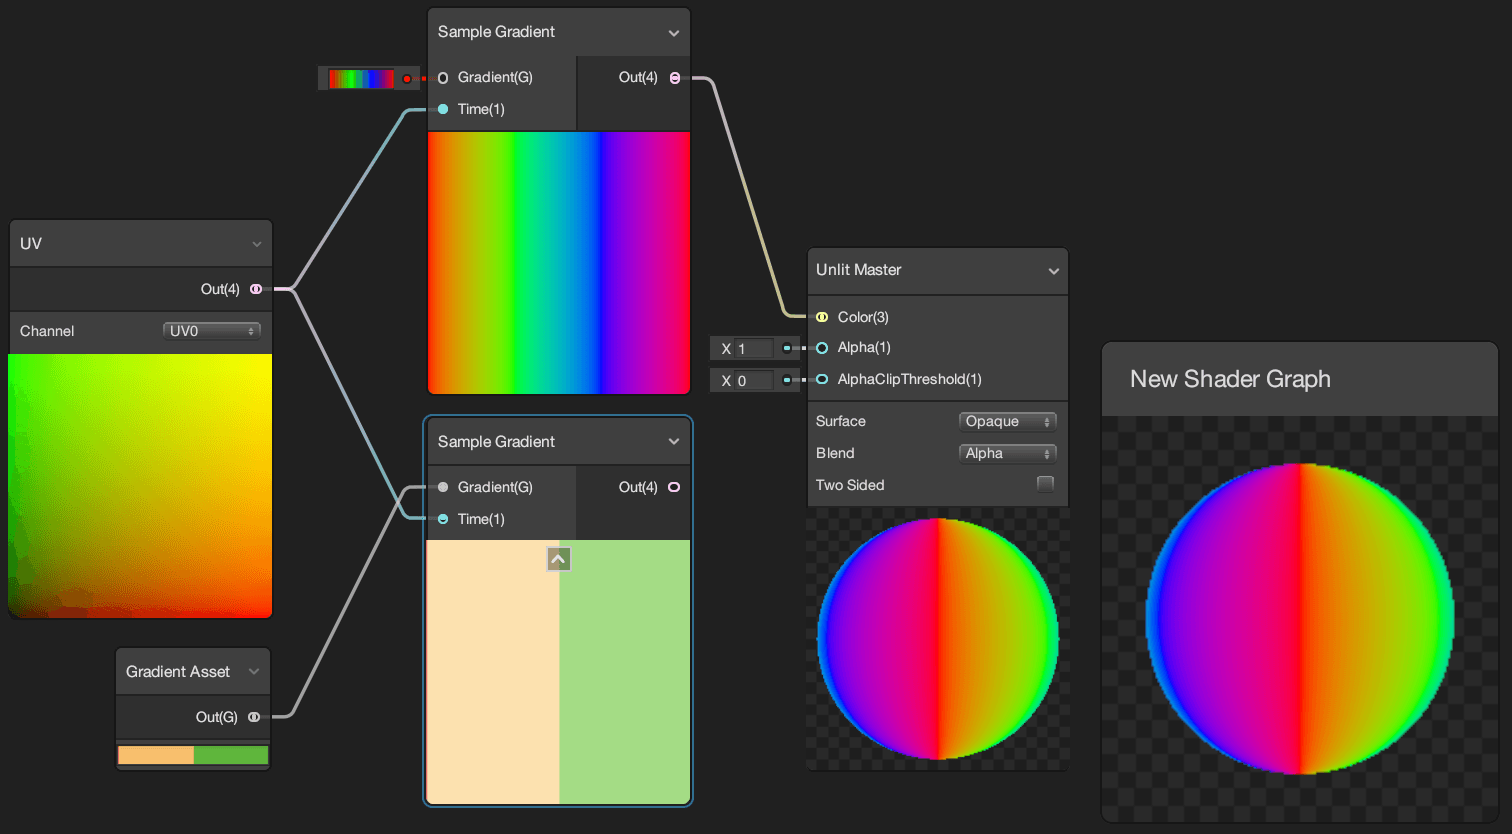 Sample Gradient
Gradient(G)
Out(4)
Time(1)
UV
Out(4)
Channel
UV0
Sample Gradient
Gradient(G)
Out(4)
Time(1)
Gradient Asset
Out(G)
Unlit Master
Color(3)
X 1
Alpha(1)
X 0
AlphaClipThreshold(1)
Surface
Opaque
Blend
Alpha
Two Sided
New Shader Graph